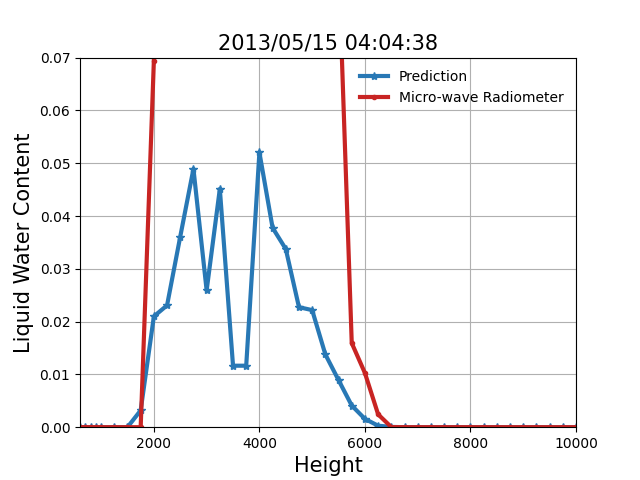 2013/05/15 04:04:38
Prediction
Micro-wave Radiometer
Liquid Water Content
0.07
0.06
0.05
0.04
0.03
0.02
0.01
0.00
2000 4000 6000 8000 10000
Height